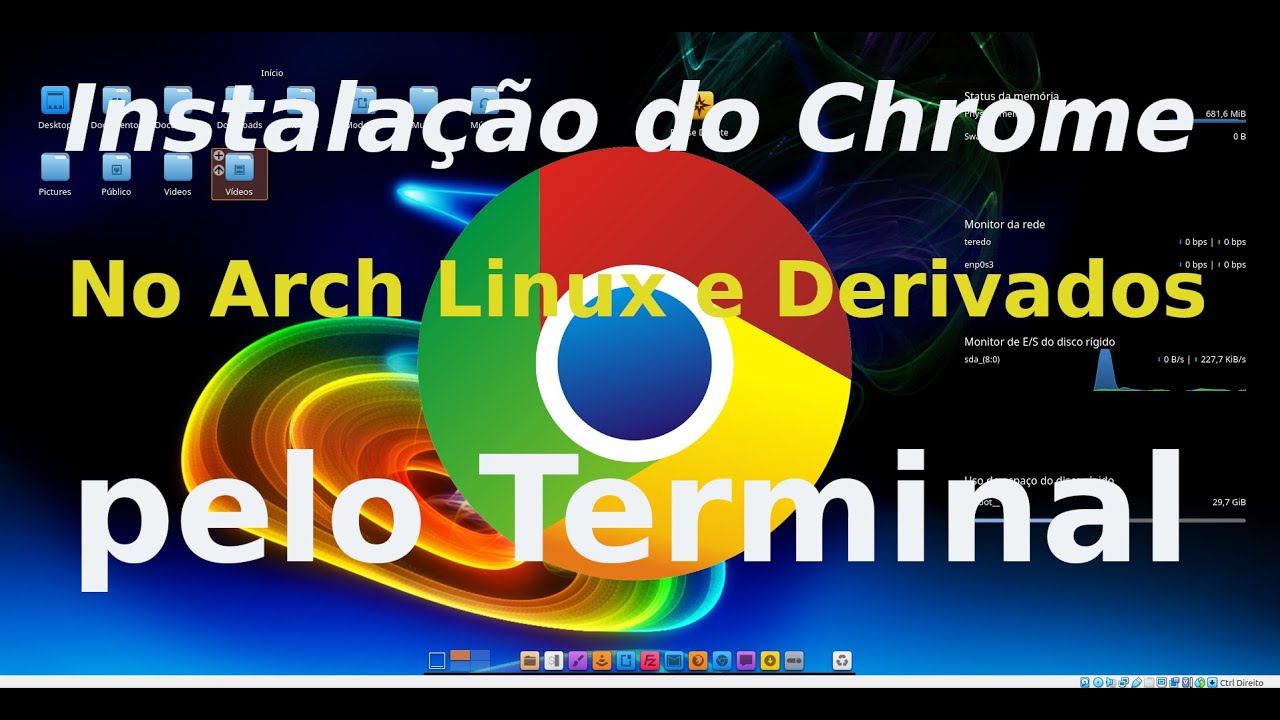 Início
Instalação do Chrome
Status da memória
681,6 MiB
0 B
Pictures
Público
Videos
Vídeos
Monitor da rede
teredo
0 bps | 0 bps
enp0s3
0 bps | 0 bps
No Arch Linux e Derivados
Monitor de E/S do disco rígido
sda_(8:0)
0 B/s | 227,7 KiB/s
pelo Terminal
29,7 GiB
Ctrl Direito